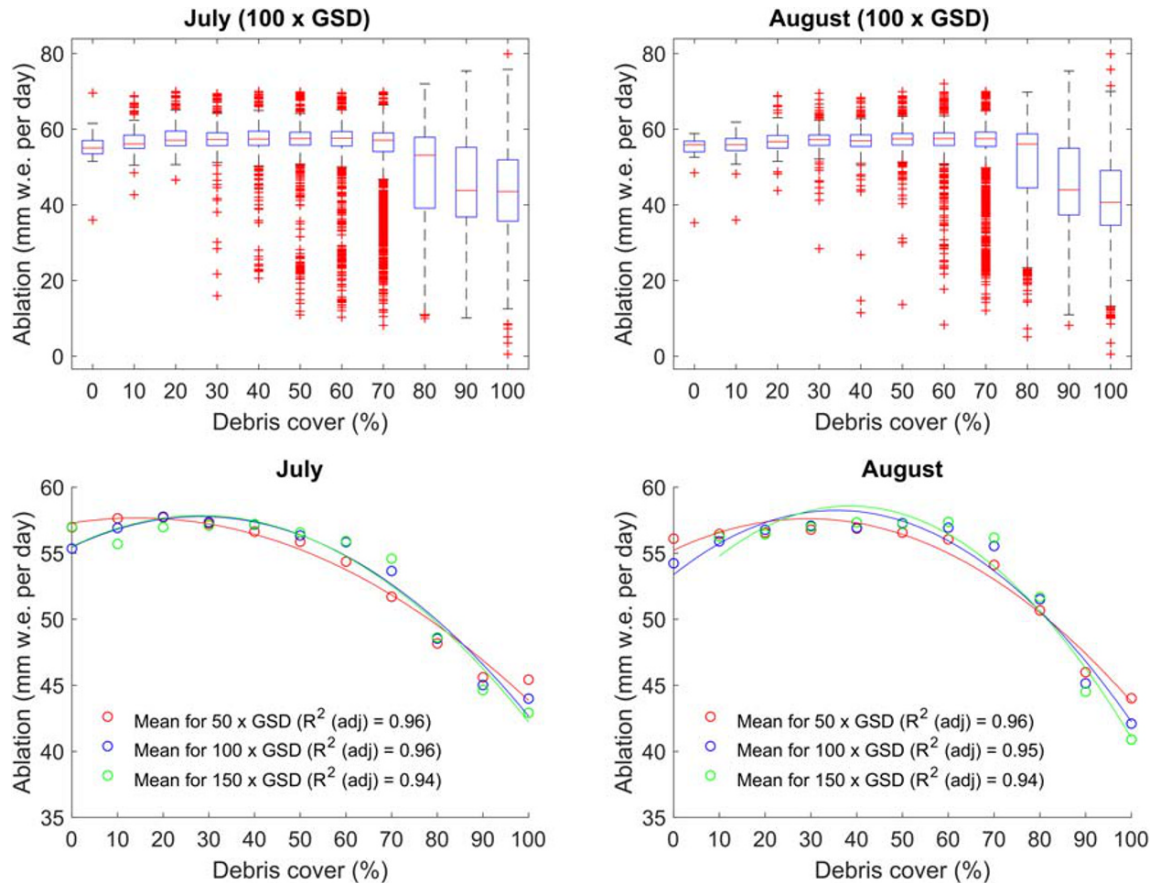 July (100 x GSD)
Ablation (mm w.e. per day)
80
60
40
20
0
0 10 20 30 40 50 60 70 80 90 100
Debris cover (%)
August (100 x GSD)
Ablation (mm w.e. per day)
80
60
40
20
0
0 10 20 30 40 50 60 70 80 90 100
Debris cover (%)
July
Ablation (mm w.e. per day)
60
55
50
45
40
35
Mean for 50 x GSD (R² (adj) = 0.96)
Mean for 100 x GSD (R² (adj) = 0.96)
Mean for 150 x GSD (R² (adj) = 0.94)
0 10 20 30 40 50 60 70 80 90 100
Debris cover (%)
August
Ablation (mm w.e. per day)
60
55
50
45
40
35
Mean for 50 x GSD (R² (adj) = 0.96)
Mean for 100 x GSD (R² (adj) = 0.95)
Mean for 150 x GSD (R² (adj) = 0.94)
0 10 20 30 40 50 60 70 80 90 100
Debris cover (%)